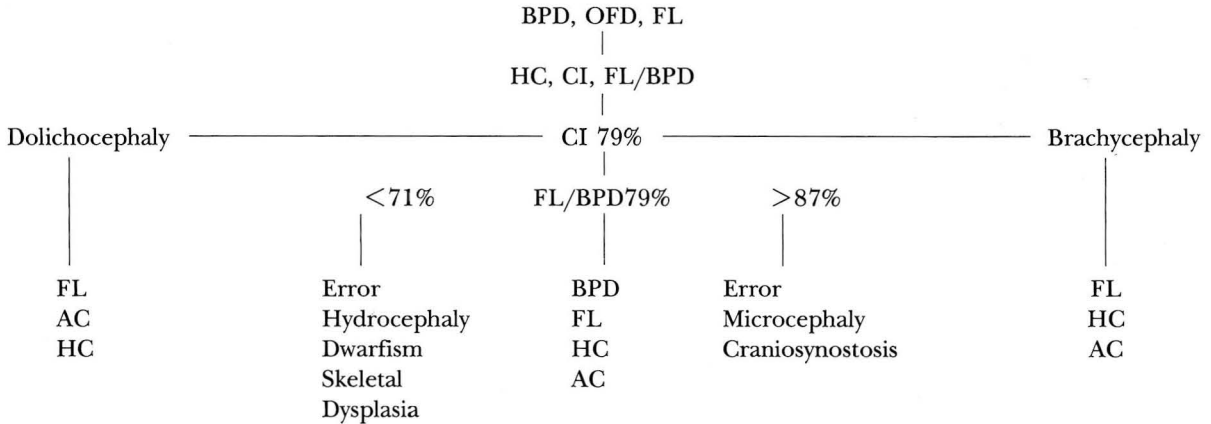 BPD, OFD, FL
HC, CI, FL/BPD
Dolichocephaly CI 79% Brachycephaly
<71% FL/BPD79% >87%
FL Error BPD Error FL
AC Hydrocephaly FL Microcephaly HC
HC Dwarfism HC Craniosynostosis AC
Skeletal AC
Dysplasia